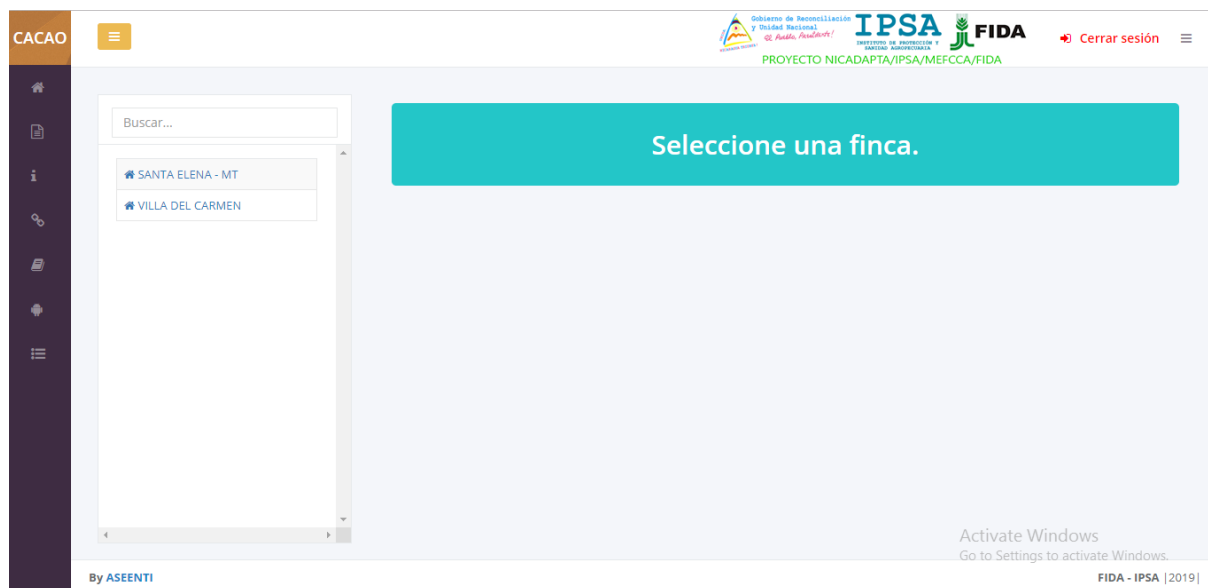 CACAO
Gobierno de Reconciliación
y Unidad Nacional
El Pueblo, Presidente!
IPSA
INSTITUTO DE PROTECCIÓN Y
SANIDAD AGROPECUARIA
FIDA
PROYECTO NICADAPTA/IPSA/MEFCCA/FIDA
Cerrar sesión
Buscar...
SANTA ELENA - MT
VILLA DEL CARMEN
Seleccione una finca.
Activate Windows
Go to Settings to activate Windows.
By ASEENTI
FIDA - IPSA |2019|